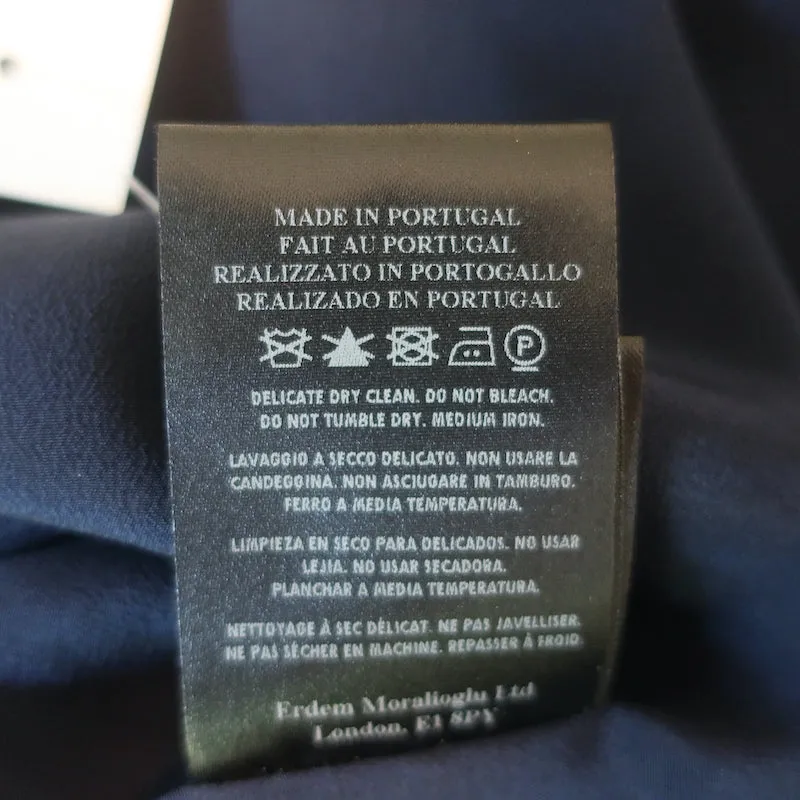 MADE IN PORTUGAL
FAIT AU PORTUGAL
REALIZZATO IN PORTOGALLO
REALIZADO EN PORTUGAL
P
DELICATE DRY CLEAN. DO NOT BLEACH.
DO NOT TUMBLE DRY. MEDIUM IRON.
LAVAGGIO A SECCO DELICATO. NON USARE LA
CANDEGGINA. NON ASCIUGARE IN TAMBURO.
FERRO A MEDIA TEMPERATURA.
LIMPIEZA EN SECO PARA DELICADOS. NO USAR
LEJIA. NO USAR SECADORA.
PLANCHAR A MEDIA TEMPERATURA.
NETTOYAGE À SEC DÉLICAT. NE PAS JAVELLISER.
NE PAS SÉCHER EN MACHINE. REPASSER À FROID.
Erdem Moralioglu Ltd
London, E1 8PY